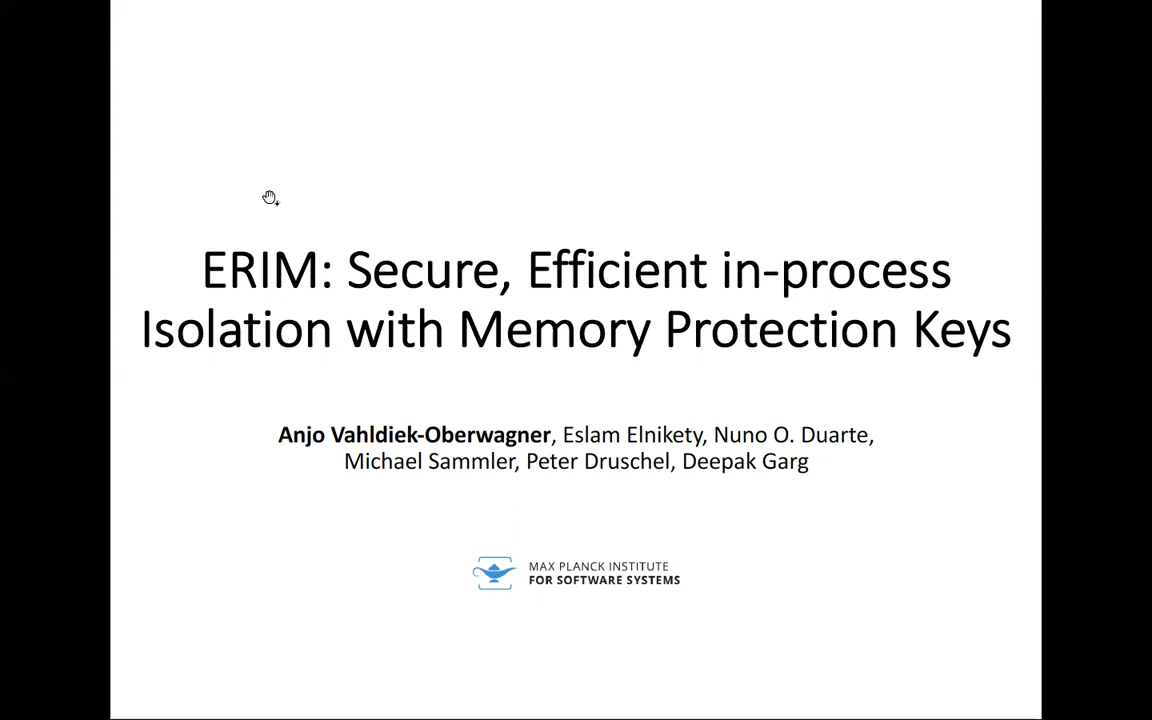 ERIM: Secure, Efficient in-process
Isolation with Memory Protection Keys
Anjo Vahldiek-Oberwagner, Eslam Elnikety, Nuno O. Duarte,
Michael Sammler, Peter Druschel, Deepak Garg
MAX PLANCK INSTITUTE
FOR SOFTWARE SYSTEMS